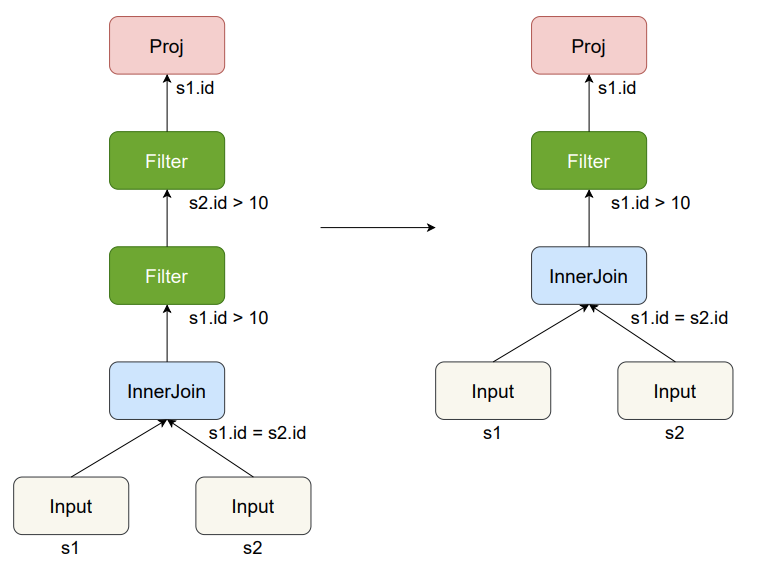 Proj
s1.id
Filter
s2.id > 10
Filter
s1.id > 10
InnerJoin
s1.id = s2.id
Input
Input
s1
s2
Proj
s1.id
Filter
s1.id > 10
InnerJoin
s1.id = s2.id
Input
Input
s1
s2